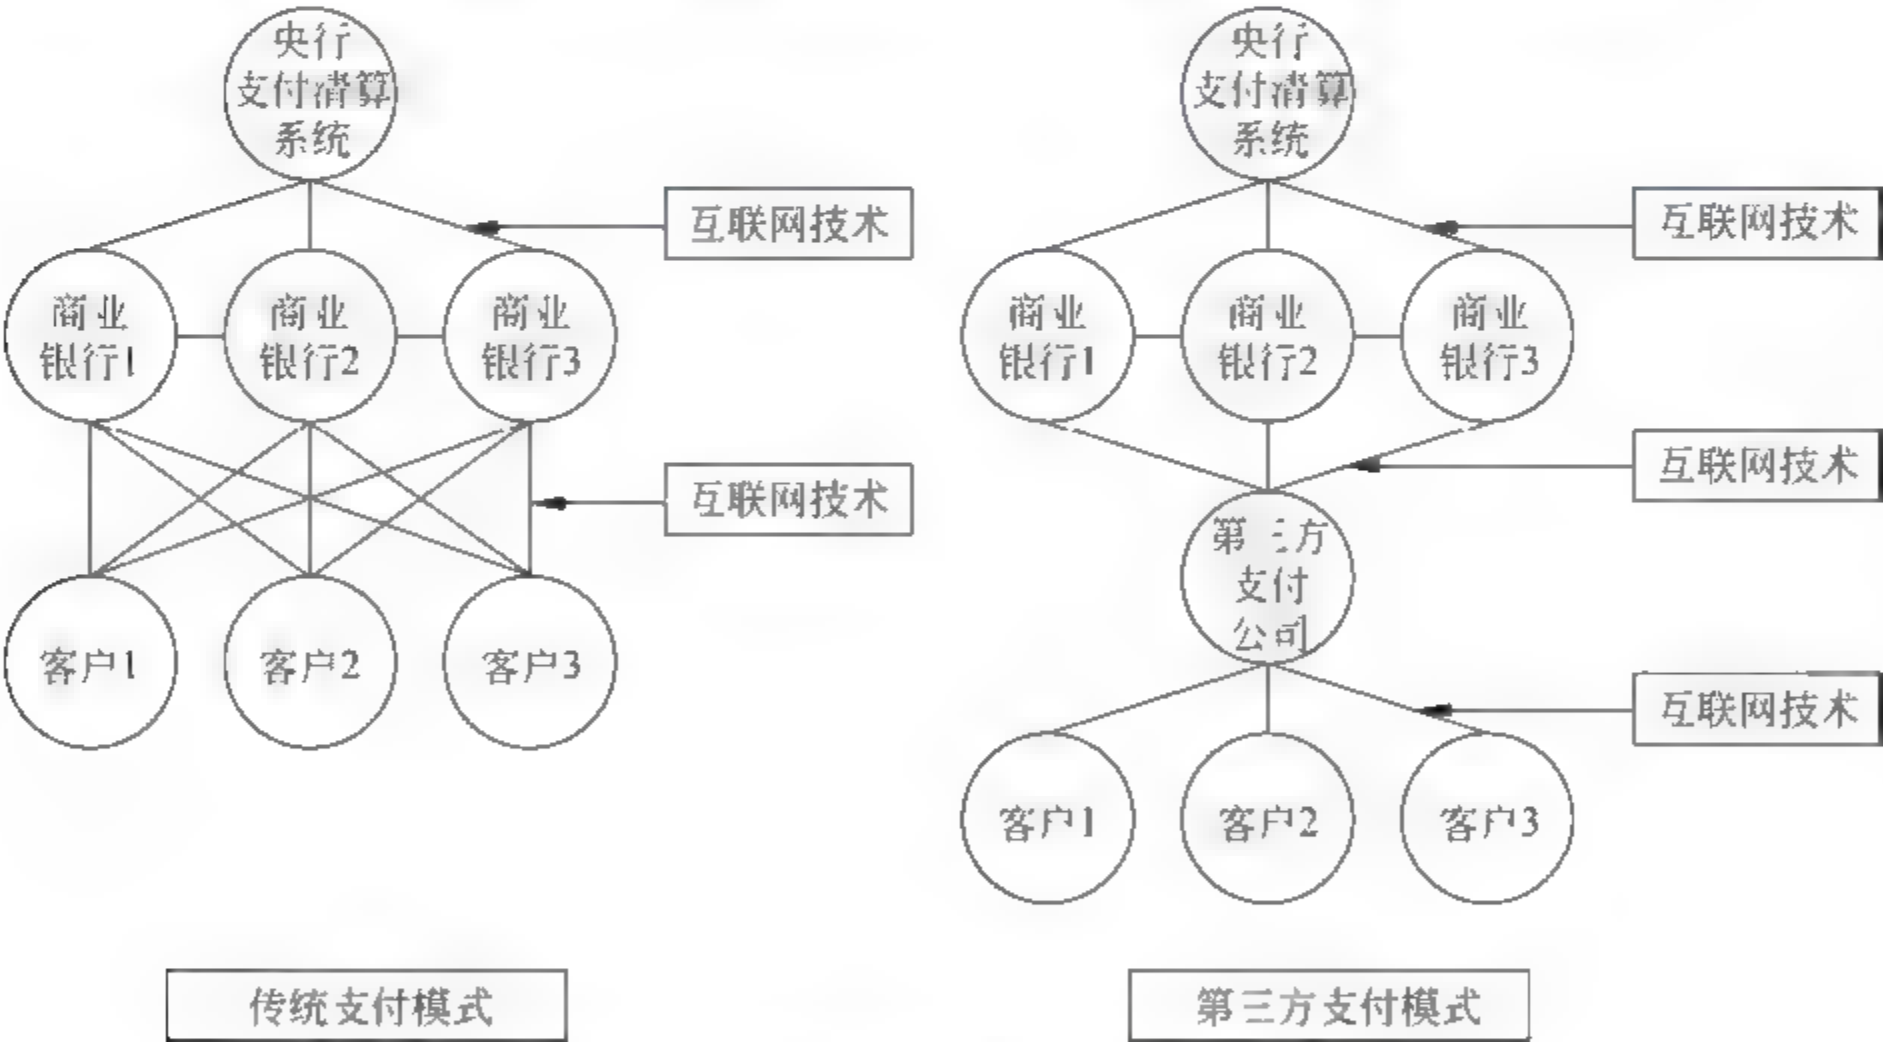 央行
支付清算
系统
互联网技术
商业
银行1
商业
银行2
商业
银行3
互联网技术
客户1
客户2
客户3
传统支付模式
央行
支付清算
系统
互联网技术
商业
银行1
商业
银行2
商业
银行3
互联网技术
第三方
支付
公司
互联网技术
客户1
客户2
客户3
第三方支付模式